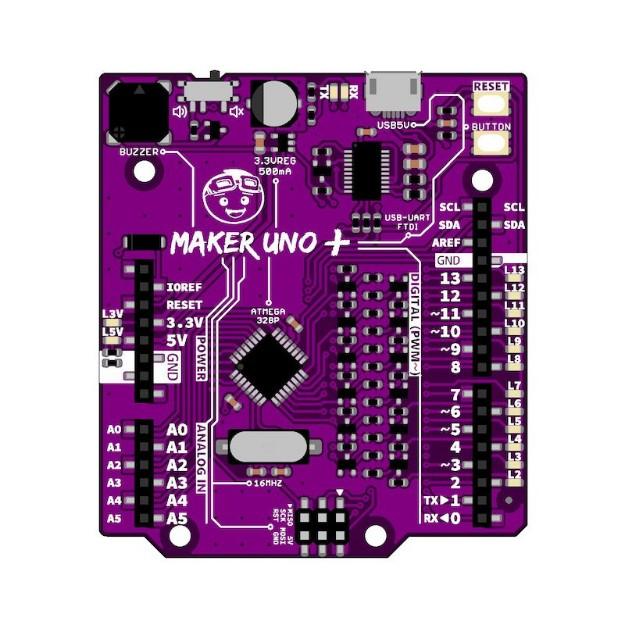 RESET
TX
RX
USB5V
BUTTON
BUZZER
3.3VREG
500mA
USB-UART
FTDI
MAKER UNO +
SCL
SCL
SDA
SDA
AREF
GND
IOREF
RESET
3.3V
5V
L3V
L5V
GND
POWER
ATMEGA
328P
DIGITAL (PWM~)
13
L13
12
L12
~11
L11
~10
L10
~9
L9
8
L8
7
L7
~6
L6
~5
L5
4
L4
~3
L3
2
L2
TX▶1
RX◀0
A0
A0
A1
A1
A2
A2
A3
A3
A4
A4
A5
A5
ANALOG IN
16MHZ
MISO
SCK
RST
5V
MOSI
GND